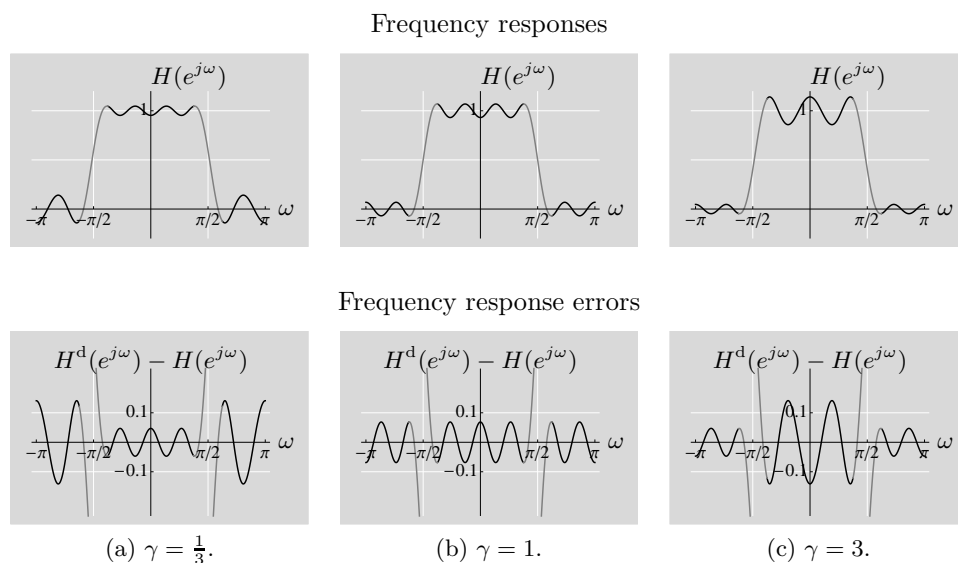 Frequency responses
H(e^{jω}) H(e^{jω}) H(e^{jω})
1 1 1
−π −π/2 π/2 π ω −π −π/2 π/2 π ω −π −π/2 π/2 π ω
Frequency response errors
H^d(e^{jω}) − H(e^{jω}) H^d(e^{jω}) − H(e^{jω}) H^d(e^{jω}) − H(e^{jω})
0.1 0.1 0.1
−π −π/2 π/2 π ω −π −π/2 π/2 π ω −π −π/2 π/2 π ω
−0.1 −0.1 −0.1
(a) γ = 1/3. (b) γ = 1. (c) γ = 3.